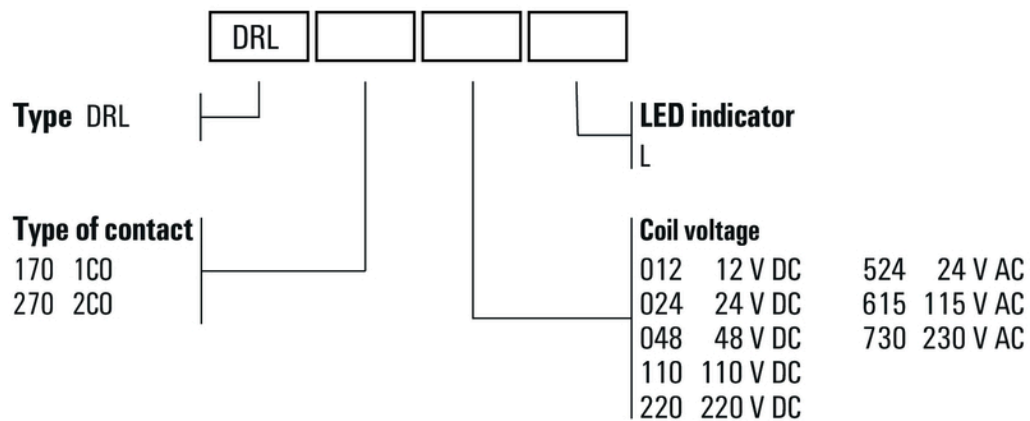 DRL
Type DRL
LED indicator
L
Type of contact
170 1CO
270 2CO
Coil voltage
012 12 V DC 524 24 V AC
024 24 V DC 615 115 V AC
048 48 V DC 730 230 V AC
110 110 V DC
220 220 V DC